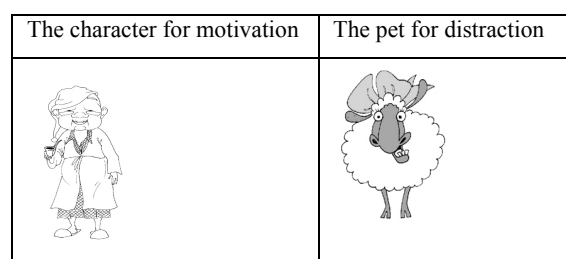 The character for motivation
The pet for distraction